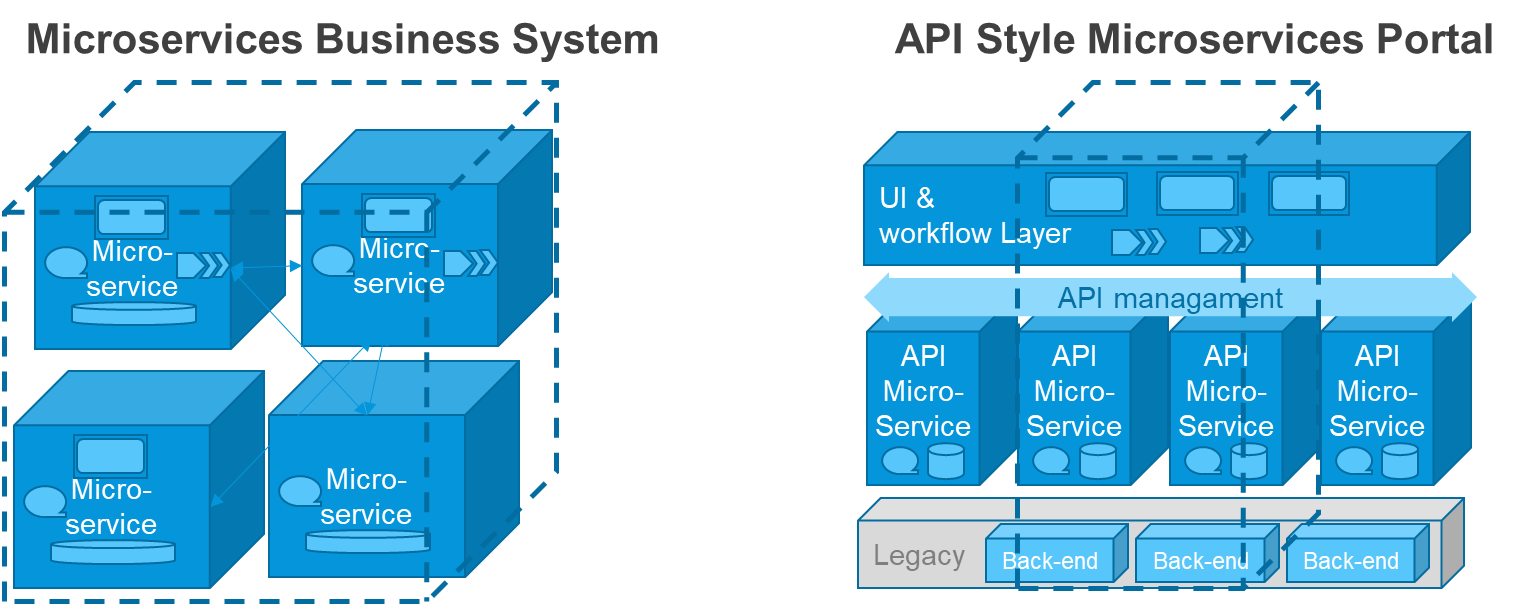 Microservices Business System
API Style Microservices Portal
Micro-
service
Micro-
service
Micro-
service
Micro-
service
UI &
workflow Layer
API managament
API
Micro-
Service
API
Micro-
Service
API
Micro-
Service
API
Micro-
Service
Legacy
Back-end
Back-end
Back-end